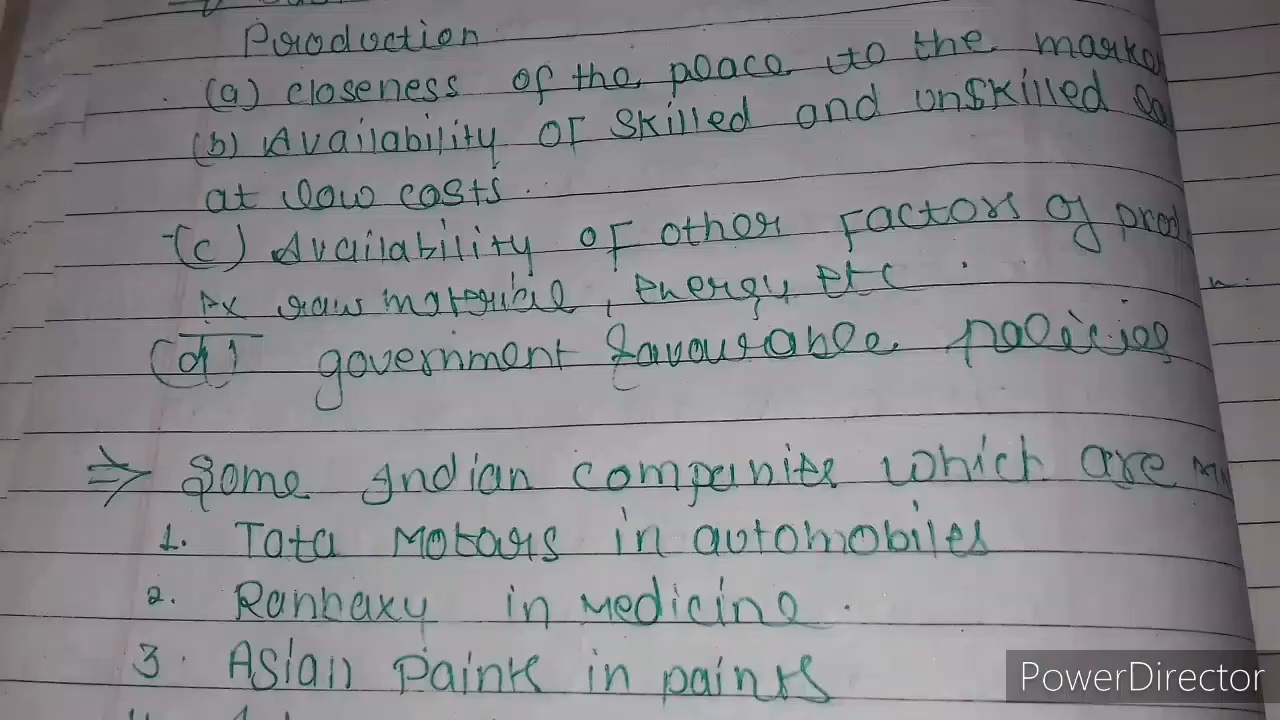 Production
(a) closeness of the place to the marke
(b) Availability of skilled and unskilled
at low costs.
(c) Availability of other Factors of prod
Ex raw material, Energy, Etc.
(d) government favourable policies
⇒ Some Indian companies which are
1. Tata Motors in automobiles
2. Ranbaxy in Medicine.
3. Asian Paints in paints
PowerDirector